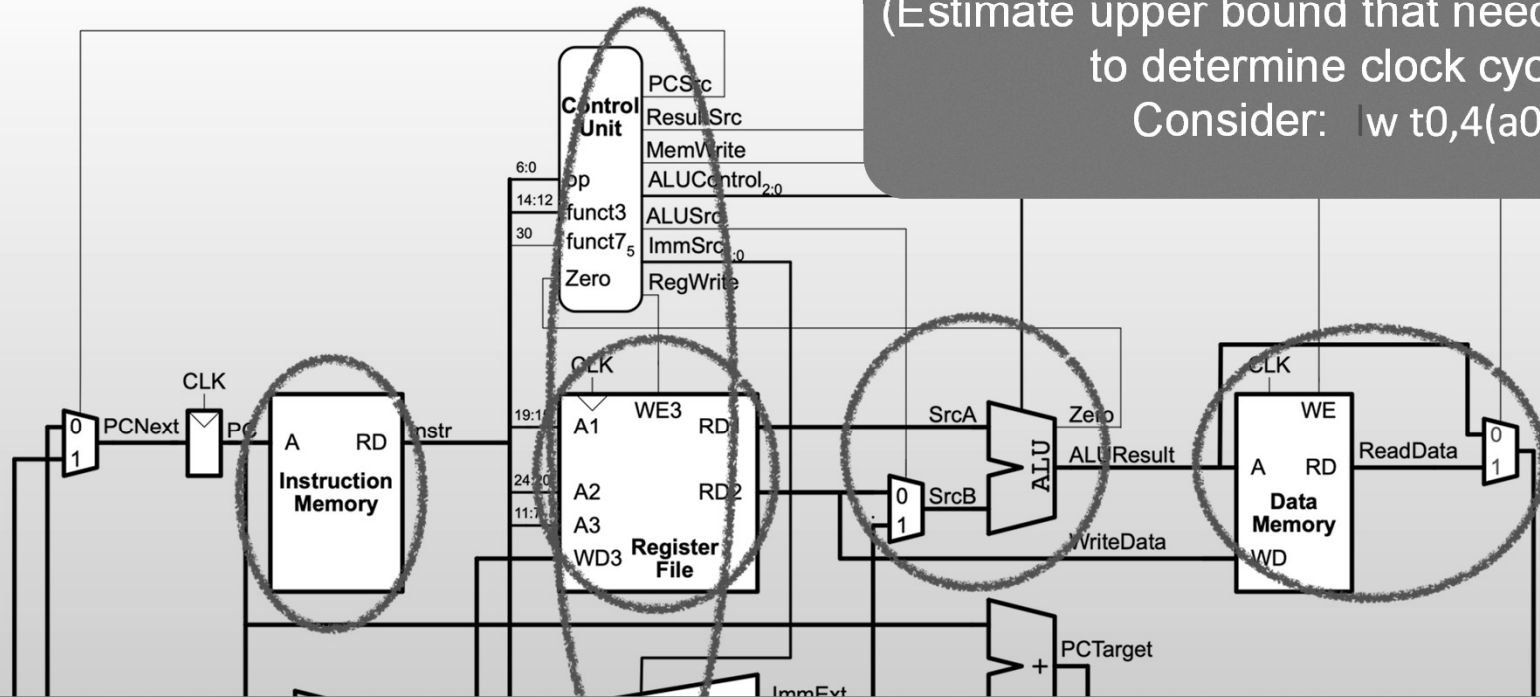 (Estimate upper bound that need
to determine clock cyc
Consider: lw t0,4(a0
Control
Unit
PCSrc
ResultSrc
MemWrite
ALUControl2:0
ALUSrc
ImmSrc1:0
RegWrite
6:0
op
14:12
funct3
30
funct75
Zero
CLK
PCNext
0
1
PC
A
RD
Instruction
Memory
Instr
CLK
WE3
19:1
A1
RD1
24:20
A2
RD2
11:7
A3
WD3
Register
File
SrcA
0
1
SrcB
ALU
Zero
ALUResult
WriteData
CLK
WE
A
RD
Data
Memory
WD
ReadData
0
1
+
PCTarget
ImmExt